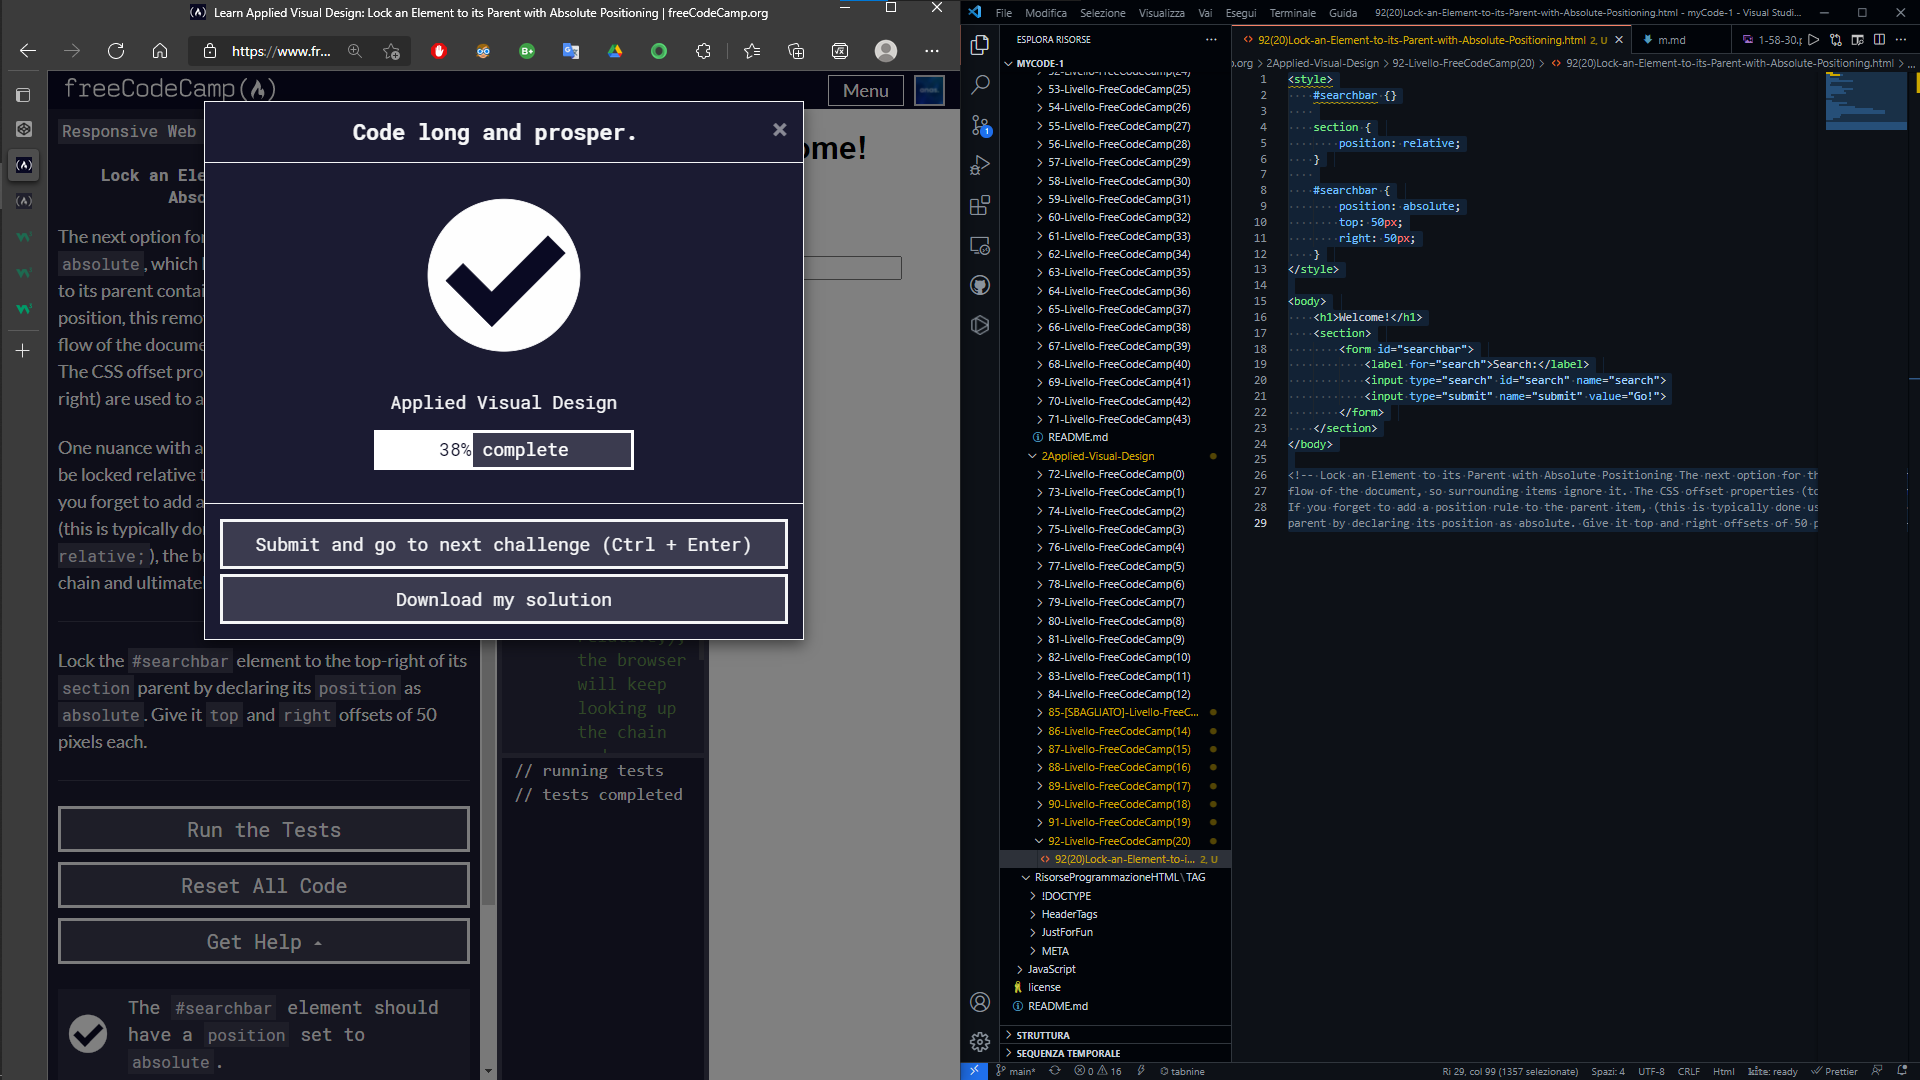 Learn Applied Visual Design: Lock an Element to its Parent with Absolute Positioning | freeCodeCamp.org
https://www.fr...
freeCodeCamp(
Menu
Responsive Web
Lock an Ele
Abso
The next option for
absolute, which l
to its parent contai
position, this remo
flow of the docume
The CSS offset pro
right) are used to a
One nuance with a
be locked relative t
you forget to add a
(this is typically do
relative;), the br
chain and ultimate
Lock the #searchbar element to the top-right of its
section parent by declaring its position as
absolute. Give it top and right offsets of 50
pixels each.
Run the Tests
Reset All Code
Get Help
The #searchbar element should
have a position set to
absolute.
Code long and prosper.
×
Applied Visual Design
38% complete
Submit and go to next challenge (Ctrl + Enter)
Download my solution
ome!
the browser
will keep
looking up
the chain
// running tests
// tests completed
File Modifica Selezione Visualizza Vai Esegui Terminale Guida
92(20)Lock-an-Element-to-its-Parent-with-Absolute-Positioning.html - myCode-1 - Visual Studi...
ESPLORA RISORSE
MYCODE-1
53-Livello-FreeCodeCamp(25)
54-Livello-FreeCodeCamp(26)
55-Livello-FreeCodeCamp(27)
56-Livello-FreeCodeCamp(28)
57-Livello-FreeCodeCamp(29)
58-Livello-FreeCodeCamp(30)
59-Livello-FreeCodeCamp(31)
60-Livello-FreeCodeCamp(32)
61-Livello-FreeCodeCamp(33)
62-Livello-FreeCodeCamp(34)
63-Livello-FreeCodeCamp(35)
64-Livello-FreeCodeCamp(36)
65-Livello-FreeCodeCamp(37)
66-Livello-FreeCodeCamp(38)
67-Livello-FreeCodeCamp(39)
68-Livello-FreeCodeCamp(40)
69-Livello-FreeCodeCamp(41)
70-Livello-FreeCodeCamp(42)
71-Livello-FreeCodeCamp(43)
README.md
2Applied-Visual-Design
72-Livello-FreeCodeCamp(0)
73-Livello-FreeCodeCamp(1)
74-Livello-FreeCodeCamp(2)
75-Livello-FreeCodeCamp(3)
76-Livello-FreeCodeCamp(4)
77-Livello-FreeCodeCamp(5)
78-Livello-FreeCodeCamp(6)
79-Livello-FreeCodeCamp(7)
80-Livello-FreeCodeCamp(8)
81-Livello-FreeCodeCamp(9)
82-Livello-FreeCodeCamp(10)
83-Livello-FreeCodeCamp(11)
84-Livello-FreeCodeCamp(12)
85-[SBAGLIATO]-Livello-FreeC...
86-Livello-FreeCodeCamp(14)
87-Livello-FreeCodeCamp(15)
88-Livello-FreeCodeCamp(16)
89-Livello-FreeCodeCamp(17)
90-Livello-FreeCodeCamp(18)
91-Livello-FreeCodeCamp(19)
92-Livello-FreeCodeCamp(20)
92(20)Lock-an-Element-to-i... 2, U
RisorseProgrammazioneHTML\TAG
!DOCTYPE
HeaderTags
JustForFun
META
JavaScript
license
README.md
STRUTTURA
SEQUENZA TEMPORALE
92(20)Lock-an-Element-to-its-Parent-with-Absolute-Positioning.html 2, U
m.md
1-58-30.p
o.org > 2Applied-Visual-Design > 92-Livello-FreeCodeCamp(20) > 92(20)Lock-an-Element-to-its-Parent-with-Absolute-Positioning.html > ...
1 <style>
2 #searchbar {}
3
4 section {
5 position: relative;
6 }
7
8 #searchbar {
9 position: absolute;
10 top: 50px;
11 right: 50px;
12 }
13 </style>
14
15 <body>
16 <h1>Welcome!</h1>
17 <section>
18 <form id="searchbar">
19 <label for="search">Search:</label>
20 <input type="search" id="search" name="search">
21 <input type="submit" name="submit" value="Go!">
22 </form>
23 </section>
24 </body>
25
26 <!-- Lock an Element to its Parent with Absolute Positioning The next option for th
27 flow of the document, so surrounding items ignore it. The CSS offset properties (to
28 If you forget to add a position rule to the parent item, (this is typically done us
29 parent by declaring its position as absolute. Give it top and right offsets of 50 p
main* 0 16 tabnine
Ri 29, col 99 (1357 selezionate) Spazi: 4 UTF-8 CRLF Html kite: ready Prettier